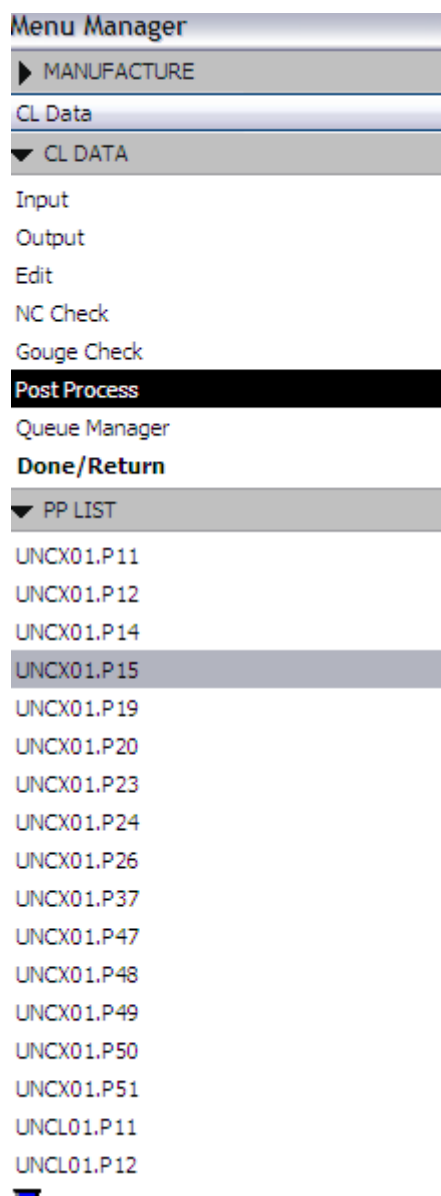 Menu Manager
MANUFACTURE
CL Data
CL DATA
Input
Output
Edit
NC Check
Gouge Check
Post Process
Queue Manager
Done/Return
PP LIST
UNCX01.P11
UNCX01.P12
UNCX01.P14
UNCX01.P15
UNCX01.P19
UNCX01.P20
UNCX01.P23
UNCX01.P24
UNCX01.P26
UNCX01.P37
UNCX01.P47
UNCX01.P48
UNCX01.P49
UNCX01.P50
UNCX01.P51
UNCL01.P11
UNCL01.P12